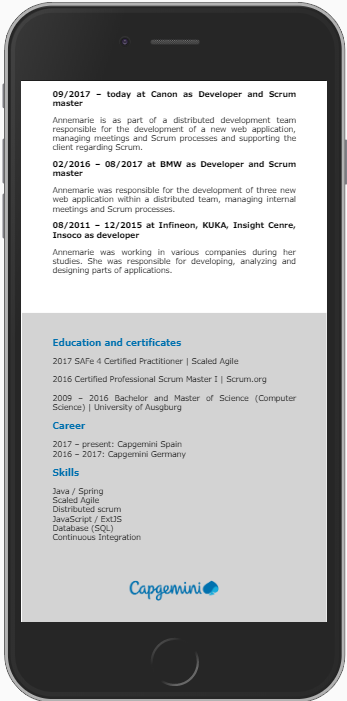 09/2017 – today at Canon as Developer and Scrum
master
Annemarie is as part of a distributed development team
responsible for the development of a new web application,
managing meetings and Scrum processes and supporting the
client regarding Scrum.
02/2016 – 08/2017 at BMW as Developer and Scrum
master
Annemarie was responsible for the development of three new
web application within a distributed team, managing internal
meetings and Scrum processes.
08/2011 – 12/2015 at Infineon, KUKA, Insight Cenre,
Insoco as developer
Annemarie was working in various companies during her
studies. She was responsible for developing, analyzing and
designing parts of applications.
Education and certificates
2017 SAFe 4 Certified Practitioner | Scaled Agile
2016 Certified Professional Scrum Master I | Scrum.org
2009 – 2016 Bachelor and Master of Science (Computer
Science) | University of Ausgburg
Career
2017 – present: Capgemini Spain
2016 – 2017: Capgemini Germany
Skills
Java / Spring
Scaled Agile
Distributed scrum
JavaScript / ExtJS
Database (SQL)
Continuous Integration
Capgemini